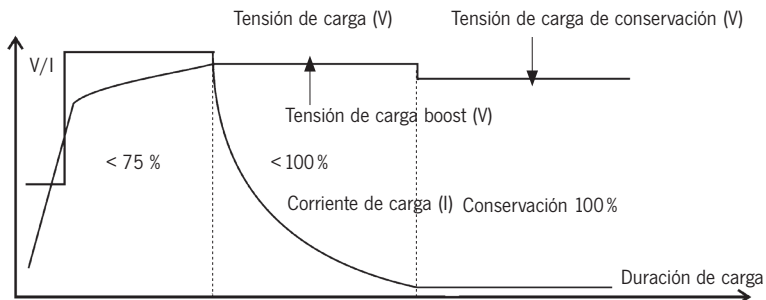 Tensión de carga (V)
Tensión de carga de conservación (V)
V/I
Tensión de carga boost (V)
< 75 %
<100%
Corriente de carga (I)
Conservación 100%
Duración de carga